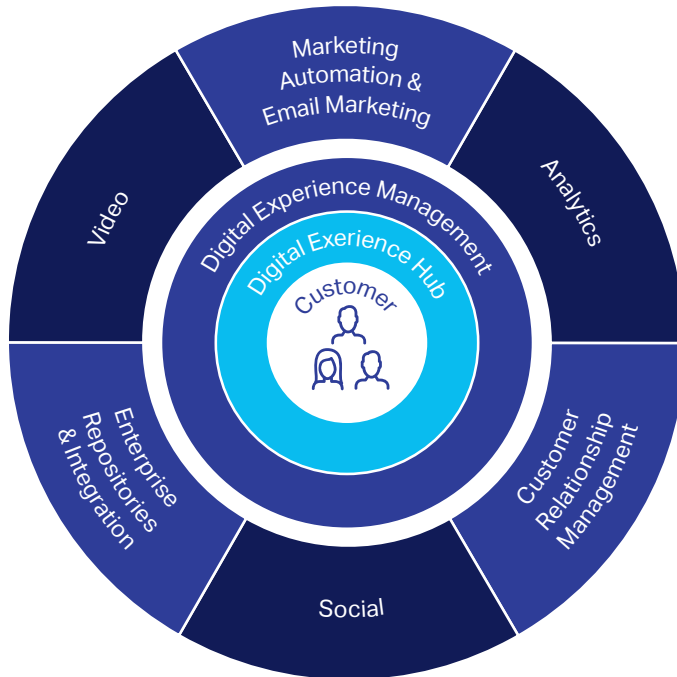 Marketing
Automation &
Email Marketing
Analytics
Customer
Relationship
Management
Social
Enterprise
Repositories
& Integration
Video
Digital Experience Management
Digital Exerience Hub
Customer